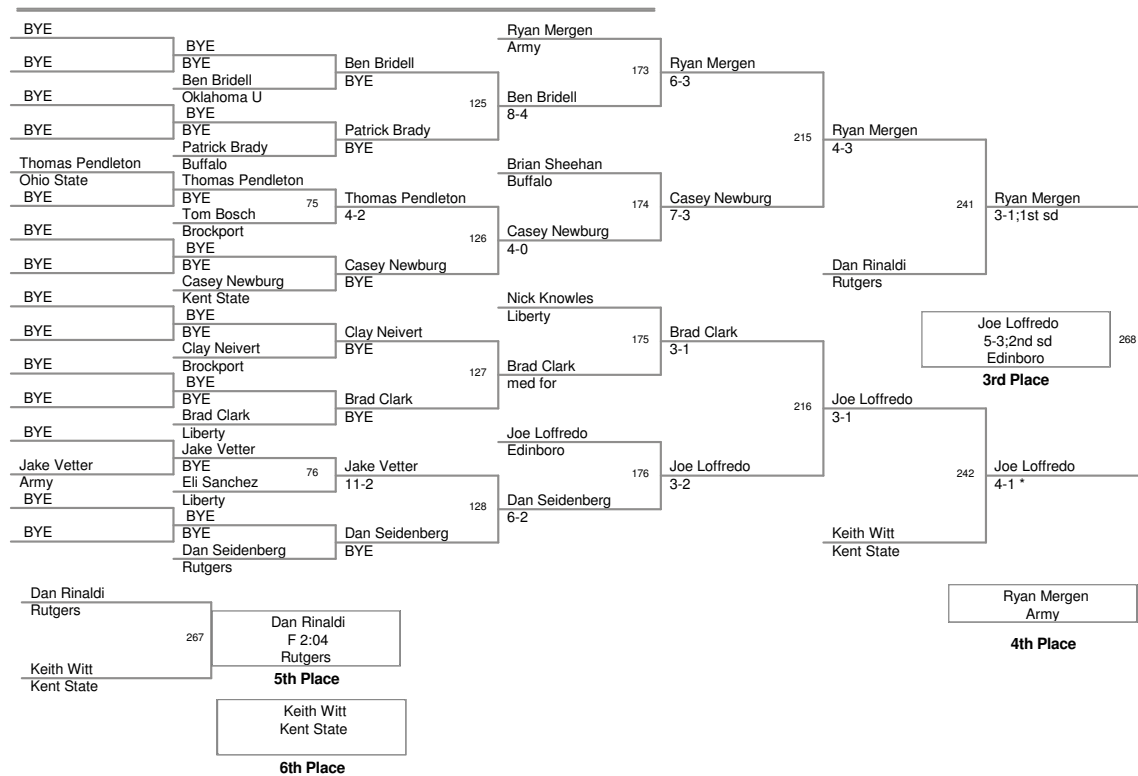 BYE
BYE
BYE
BYE
Thomas Pendleton
Ohio State
BYE
BYE
BYE
BYE
BYE
BYE
BYE
BYE
Jake Vetter
Army
BYE
BYE
BYE
BYE
Ben Bridell
Oklahoma U
BYE
BYE
Patrick Brady
Buffalo
Thomas Pendleton
BYE
75
Tom Bosch
Brockport
BYE
BYE
Casey Newburg
Kent State
BYE
BYE
Clay Neivert
Brockport
BYE
BYE
Brad Clark
Liberty
Jake Vetter
BYE
76
Eli Sanchez
Liberty
BYE
BYE
Dan Seidenberg
Rutgers
Ben Bridell
BYE
125
Patrick Brady
BYE
Thomas Pendleton
4-2
126
Casey Newburg
BYE
Clay Neivert
BYE
127
Brad Clark
BYE
Jake Vetter
11-2
128
Dan Seidenberg
BYE
Ryan Mergen
Army
173
Ben Bridell
8-4
Brian Sheehan
Buffalo
174
Casey Newburg
4-0
Nick Knowles
Liberty
175
Brad Clark
med for
Joe Loffredo
Edinboro
176
Dan Seidenberg
6-2
Ryan Mergen
6-3
215
Casey Newburg
7-3
Brad Clark
3-1
216
Joe Loffredo
3-2
Ryan Mergen
4-3
241
Dan Rinaldi
Rutgers
Joe Loffredo
3-1
242
Keith Witt
Kent State
Ryan Mergen
3-1;1st sd
Joe Loffredo
5-3;2nd sd
Edinboro
268
3rd Place
Joe Loffredo
4-1 *
Ryan Mergen
Army
4th Place
Dan Rinaldi
Rutgers
267
Keith Witt
Kent State
Dan Rinaldi
F 2:04
Rutgers
5th Place
Keith Witt
Kent State
6th Place